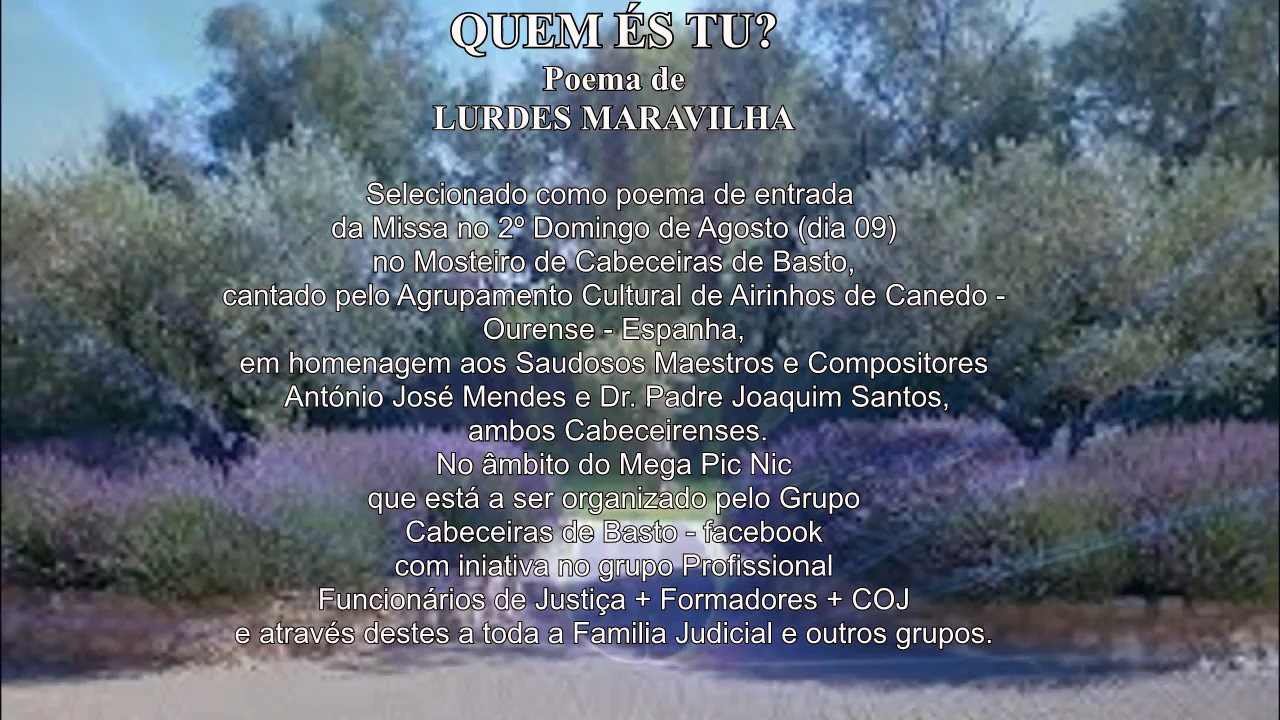 QUEM ÉS TU?
Poema de
LURDES MARAVILHA
Selecionado como poema de entrada
da Missa no 2º Domingo de Agosto (dia 09)
no Mosteiro de Cabeceiras de Basto,
cantado pelo Agrupamento Cultural de Airinhos de Canedo -
Ourense - Espanha,
em homenagem aos Saudosos Maestros e Compositores
António José Mendes e Dr. Padre Joaquim Santos,
ambos Cabeceirenses.
No âmbito do Mega Pic Nic
que está a ser organizado pelo Grupo
Cabeceiras de Basto - facebook
com iniativa no grupo Profissional
Funcionários de Justiça + Formadores + COJ
e através destes a toda a Familia Judicial e outros grupos.